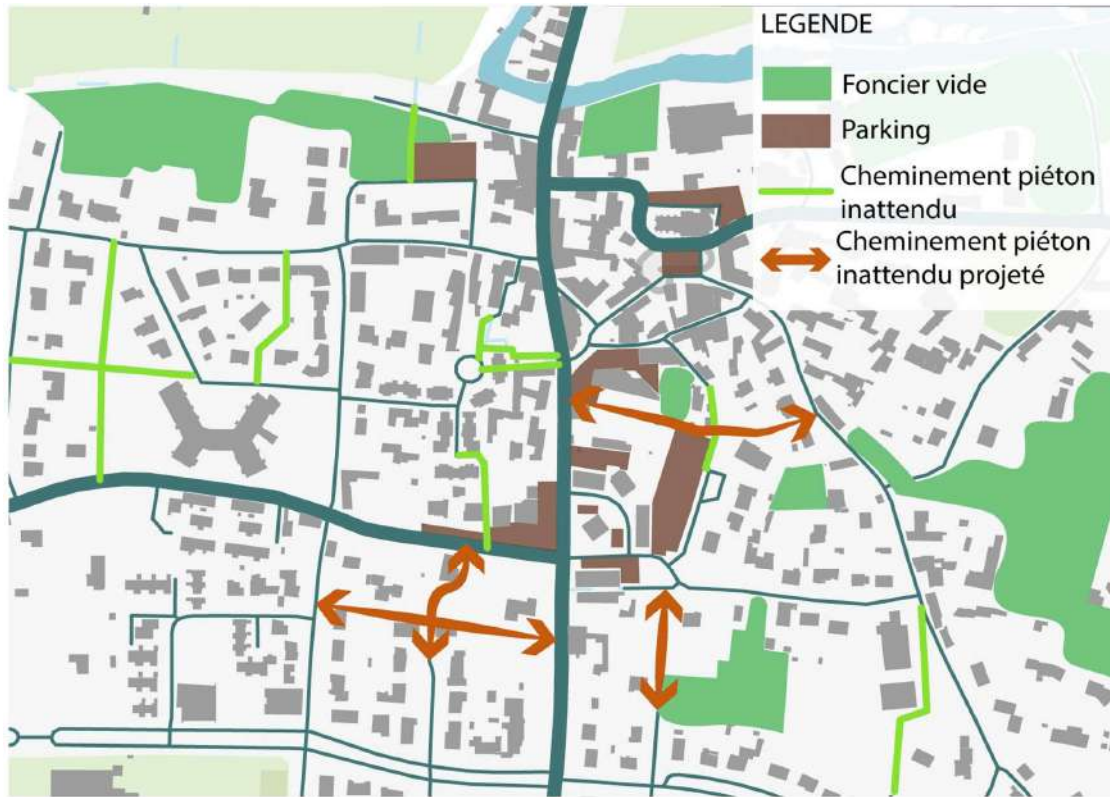 LEGENDE
Foncier vide
Parking
Cheminement piéton
inattendu
Cheminement piéton
inattendu projeté